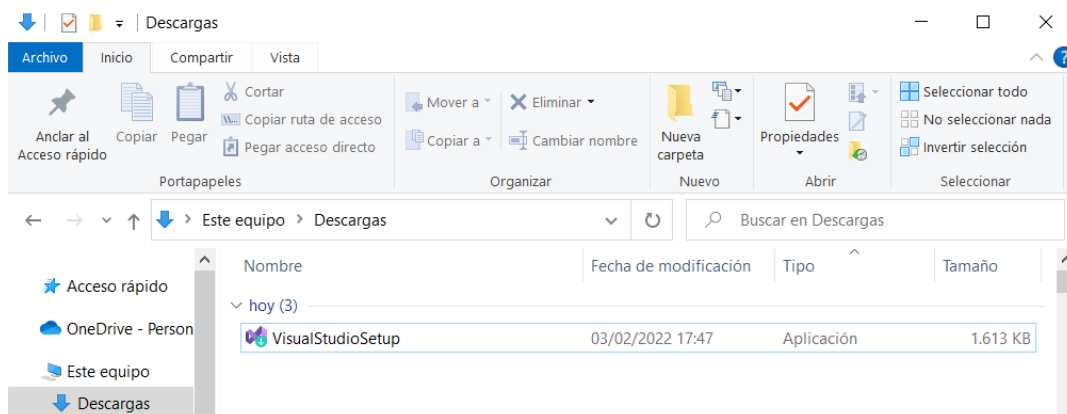 Descargas
Archivo Inicio Compartir Vista
Anclar al Acceso rápido
Copiar
Pegar
Cortar
Copiar ruta de acceso
Pegar acceso directo
Portapapeles
Mover a
Copiar a
Eliminar
Cambiar nombre
Organizar
Nueva carpeta
Nuevo
Propiedades
Abrir
Seleccionar todo
No seleccionar nada
Invertir selección
Seleccionar
Este equipo > Descargas
Buscar en Descargas
Acceso rápido
OneDrive - Person
Este equipo
Descargas
Nombre Fecha de modificación Tipo Tamaño
hoy (3)
VisualStudioSetup 03/02/2022 17:47 Aplicación 1.613 KB